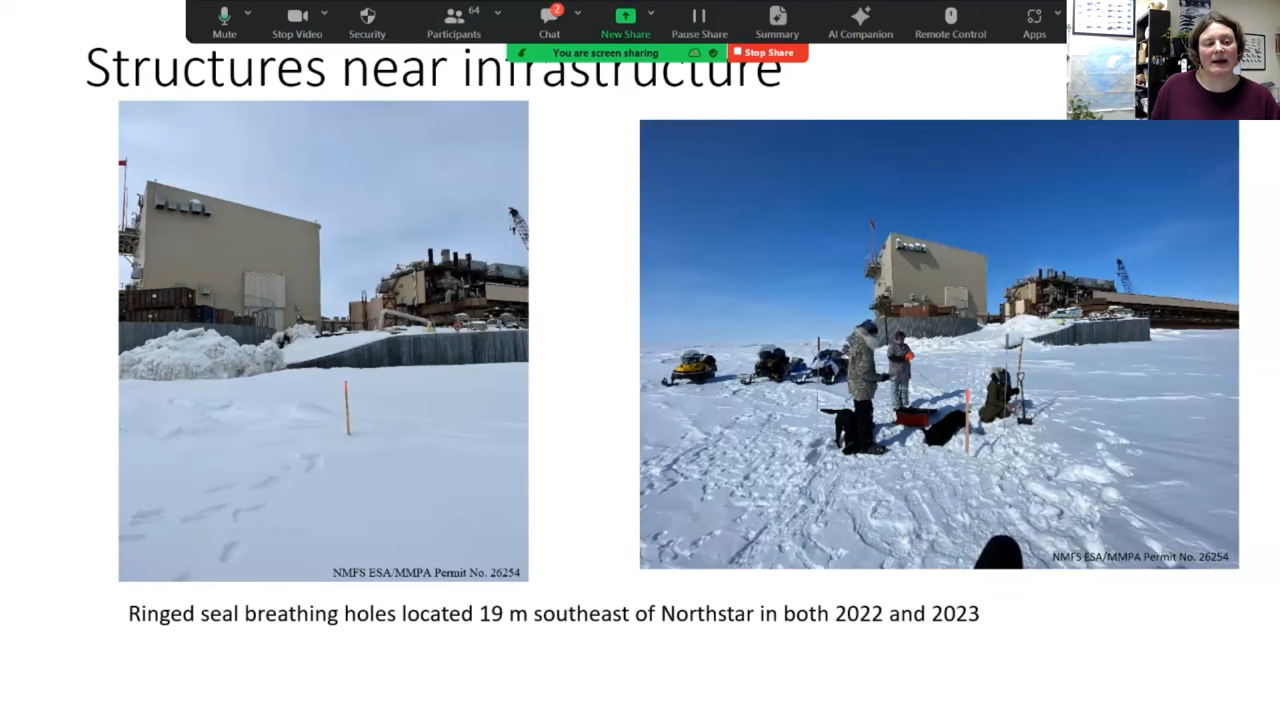 64
2
Mute
Stop Video
Security
Participants
Chat
New Share
Pause Share
Summary
AI Companion
Remote Control
Apps
You are screen sharing
Stop Share
Structures near infrastructure
NMFS ESA/MMPA Permit No. 26254
NMFS ESA/MMPA Permit No. 26254
Ringed seal breathing holes located 19 m southeast of Northstar in both 2022 and 2023